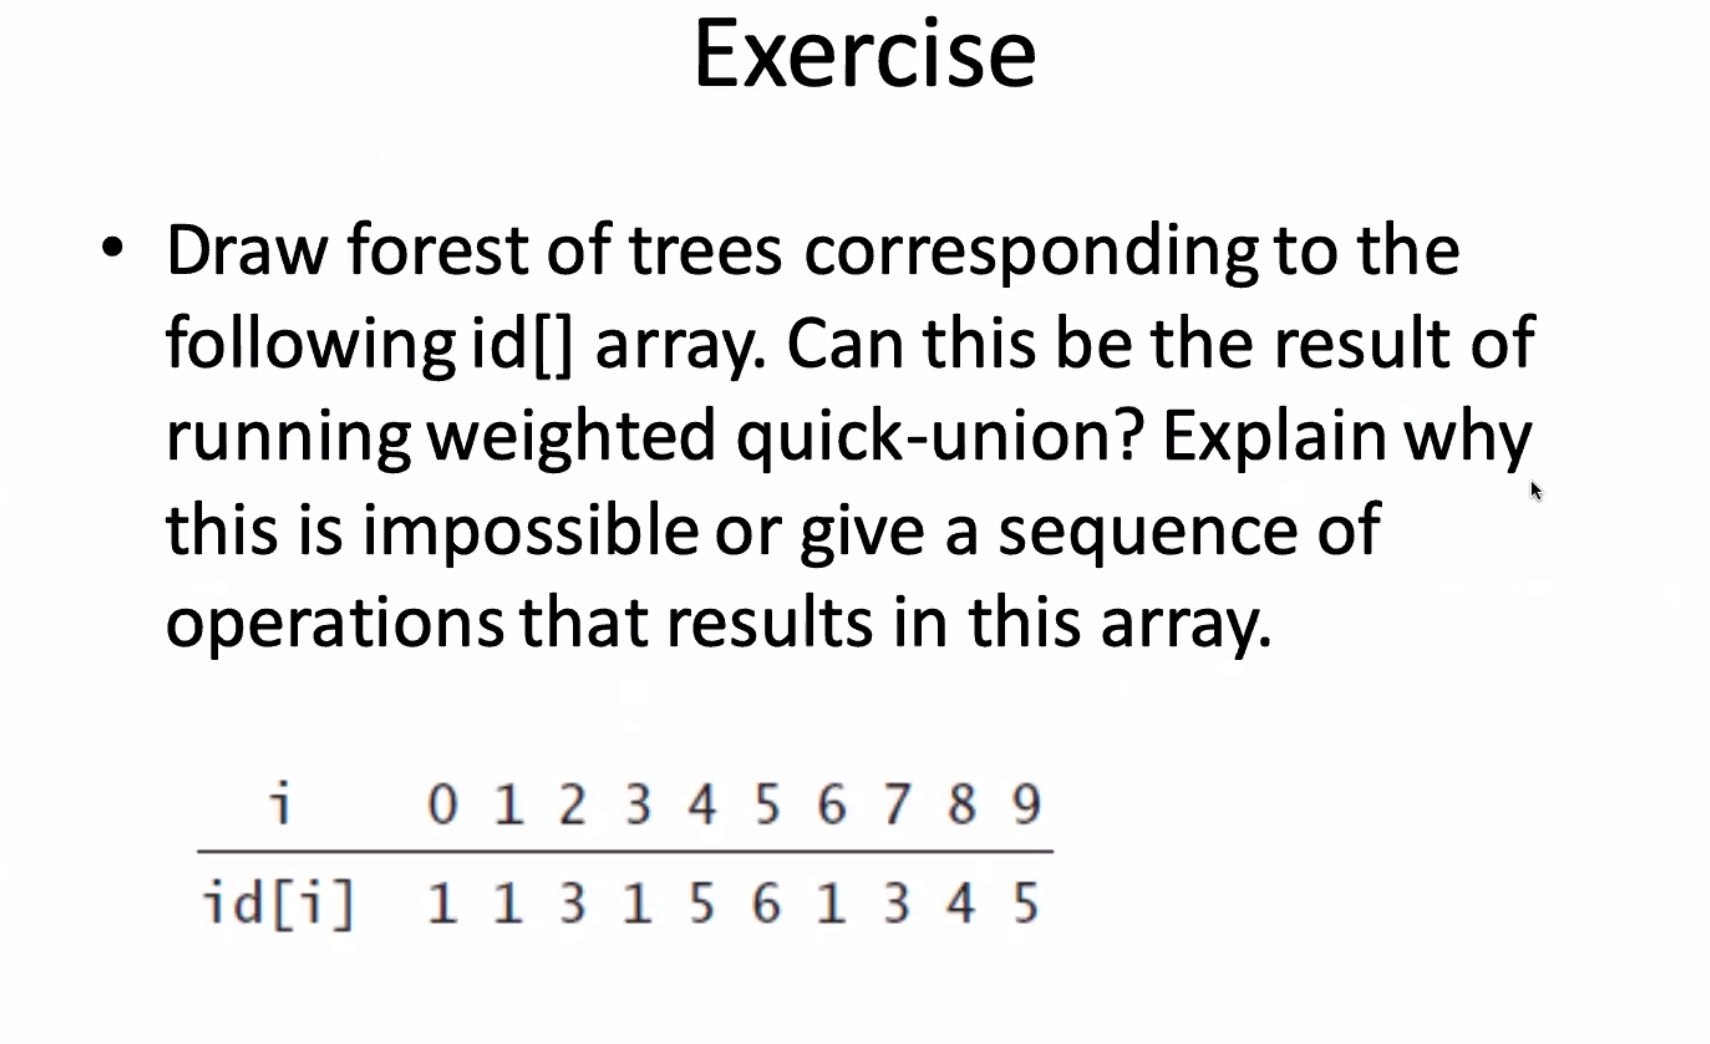 Exercise
• Draw forest of trees corresponding to the
following id[] array. Can this be the result of
running weighted quick-union? Explain why
this is impossible or give a sequence of
operations that results in this array.
i 0 1 2 3 4 5 6 7 8 9
id[i] 1 1 3 1 5 6 1 3 4 5